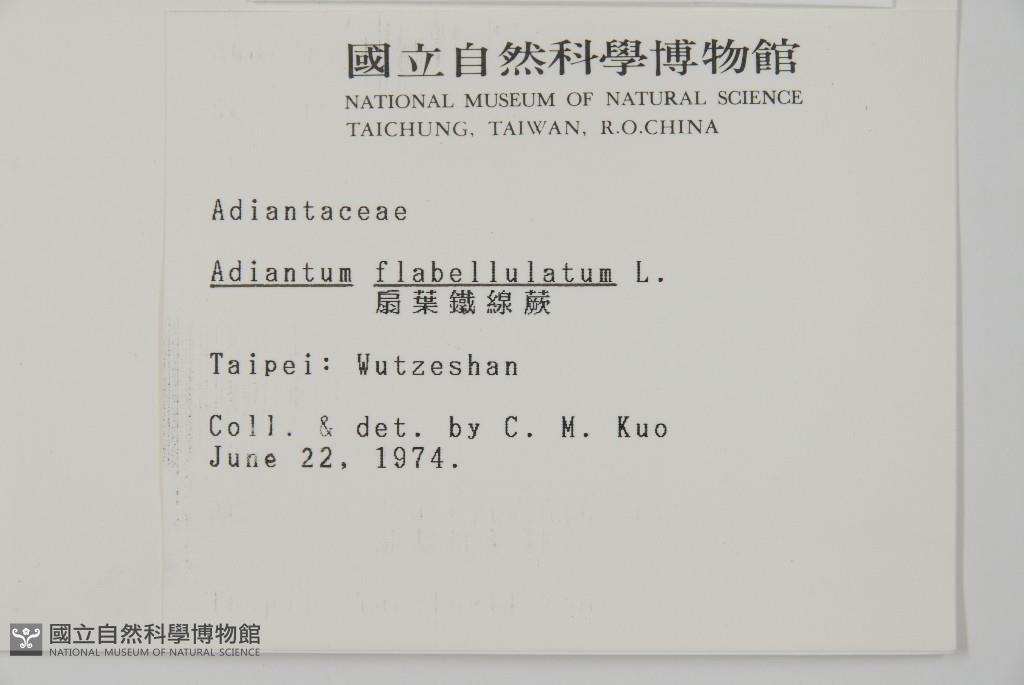 國立自然科學博物館
NATIONAL MUSEUM OF NATURAL SCIENCE
TAICHUNG, TAIWAN, R.O.CHINA
Adiantaceae
Adiantum flabellulatum L.
扇葉鐵線蕨
Taipei: Wutzeshan
Coll. & det. by C. M. Kuo
June 22, 1974.
國立自然科學博物館
NATIONAL MUSEUM OF NATURAL SCIENCE